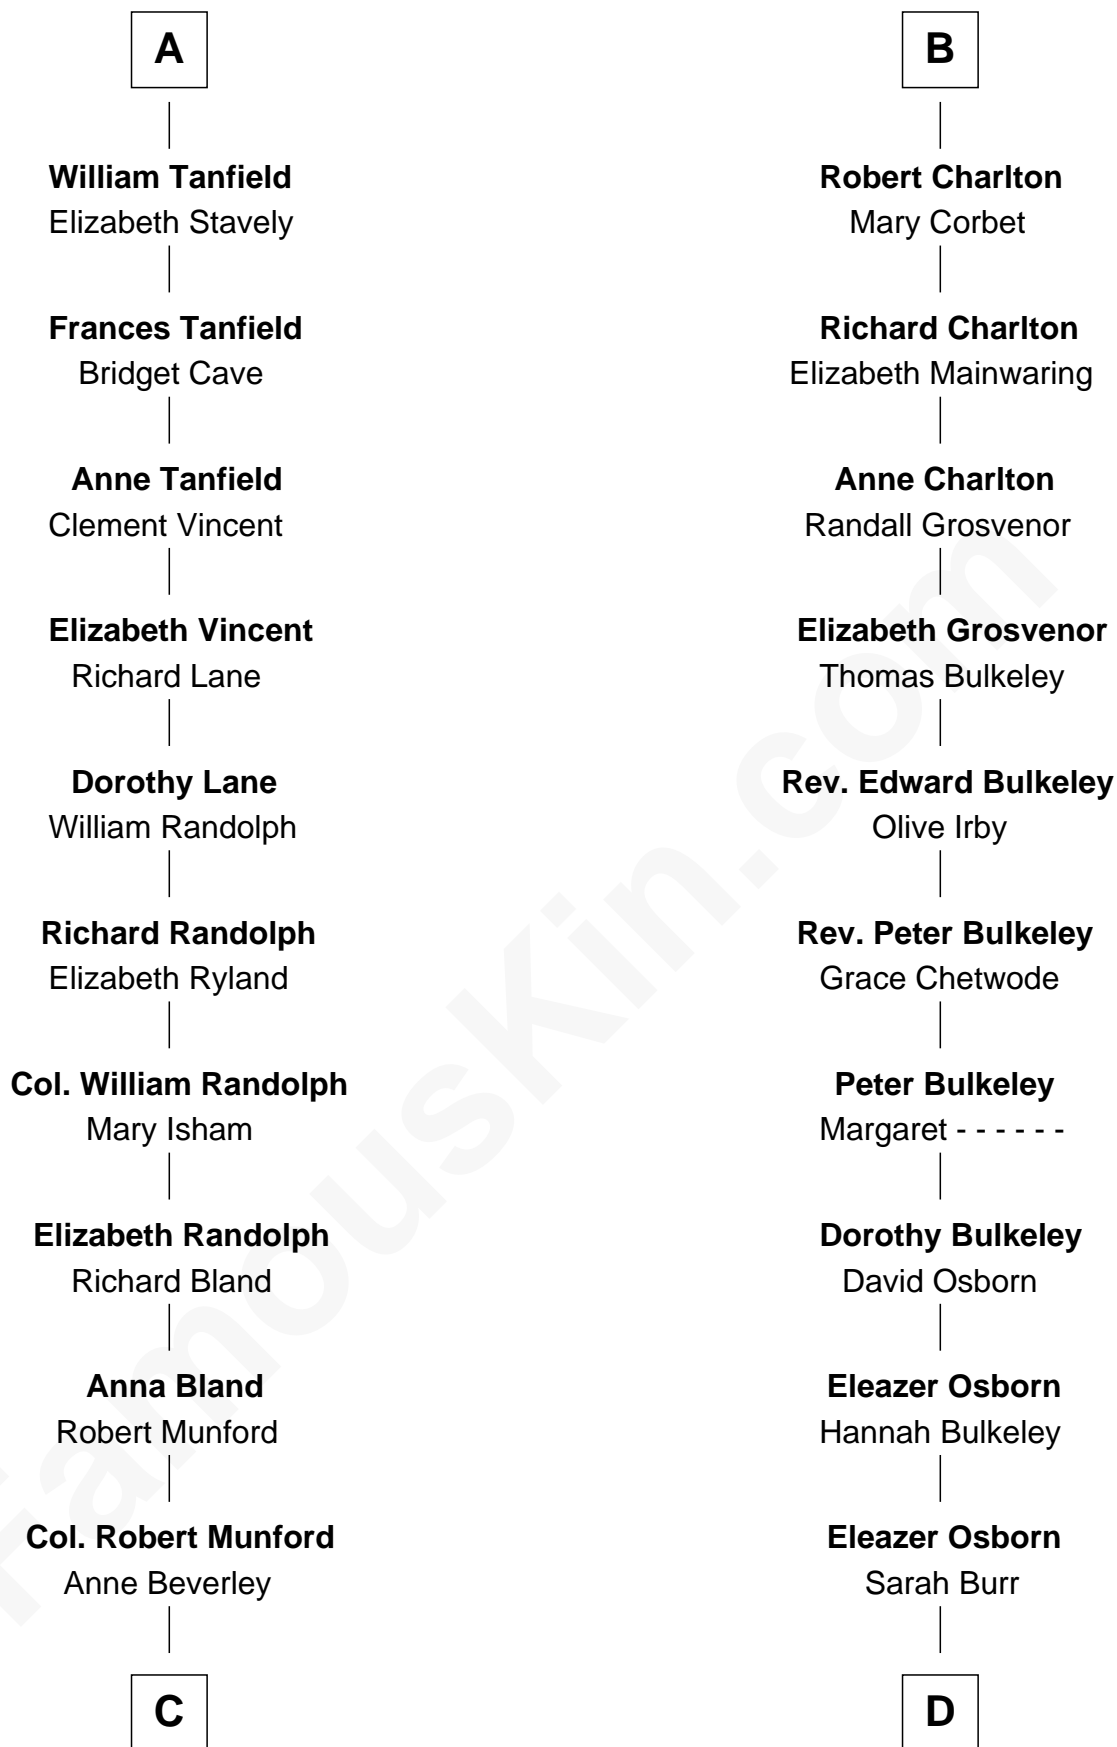 A
William Tanfield
Elizabeth Stavely
Frances Tanfield
Bridget Cave
Anne Tanfield
Clement Vincent
Elizabeth Vincent
Richard Lane
Dorothy Lane
William Randolph
Richard Randolph
Elizabeth Ryland
Col. William Randolph
Mary Isham
Elizabeth Randolph
Richard Bland
Anna Bland
Robert Munford
Col. Robert Munford
Anne Beverley
C
B
Robert Charlton
Mary Corbet
Richard Charlton
Elizabeth Mainwaring
Anne Charlton
Randall Grosvenor
Elizabeth Grosvenor
Thomas Bulkeley
Rev. Edward Bulkeley
Olive Irby
Rev. Peter Bulkeley
Grace Chetwode
Peter Bulkeley
Margaret - - - - - -
Dorothy Bulkeley
David Osborn
Eleazer Osborn
Hannah Bulkeley
Eleazer Osborn
Sarah Burr
D
FamousKin.com